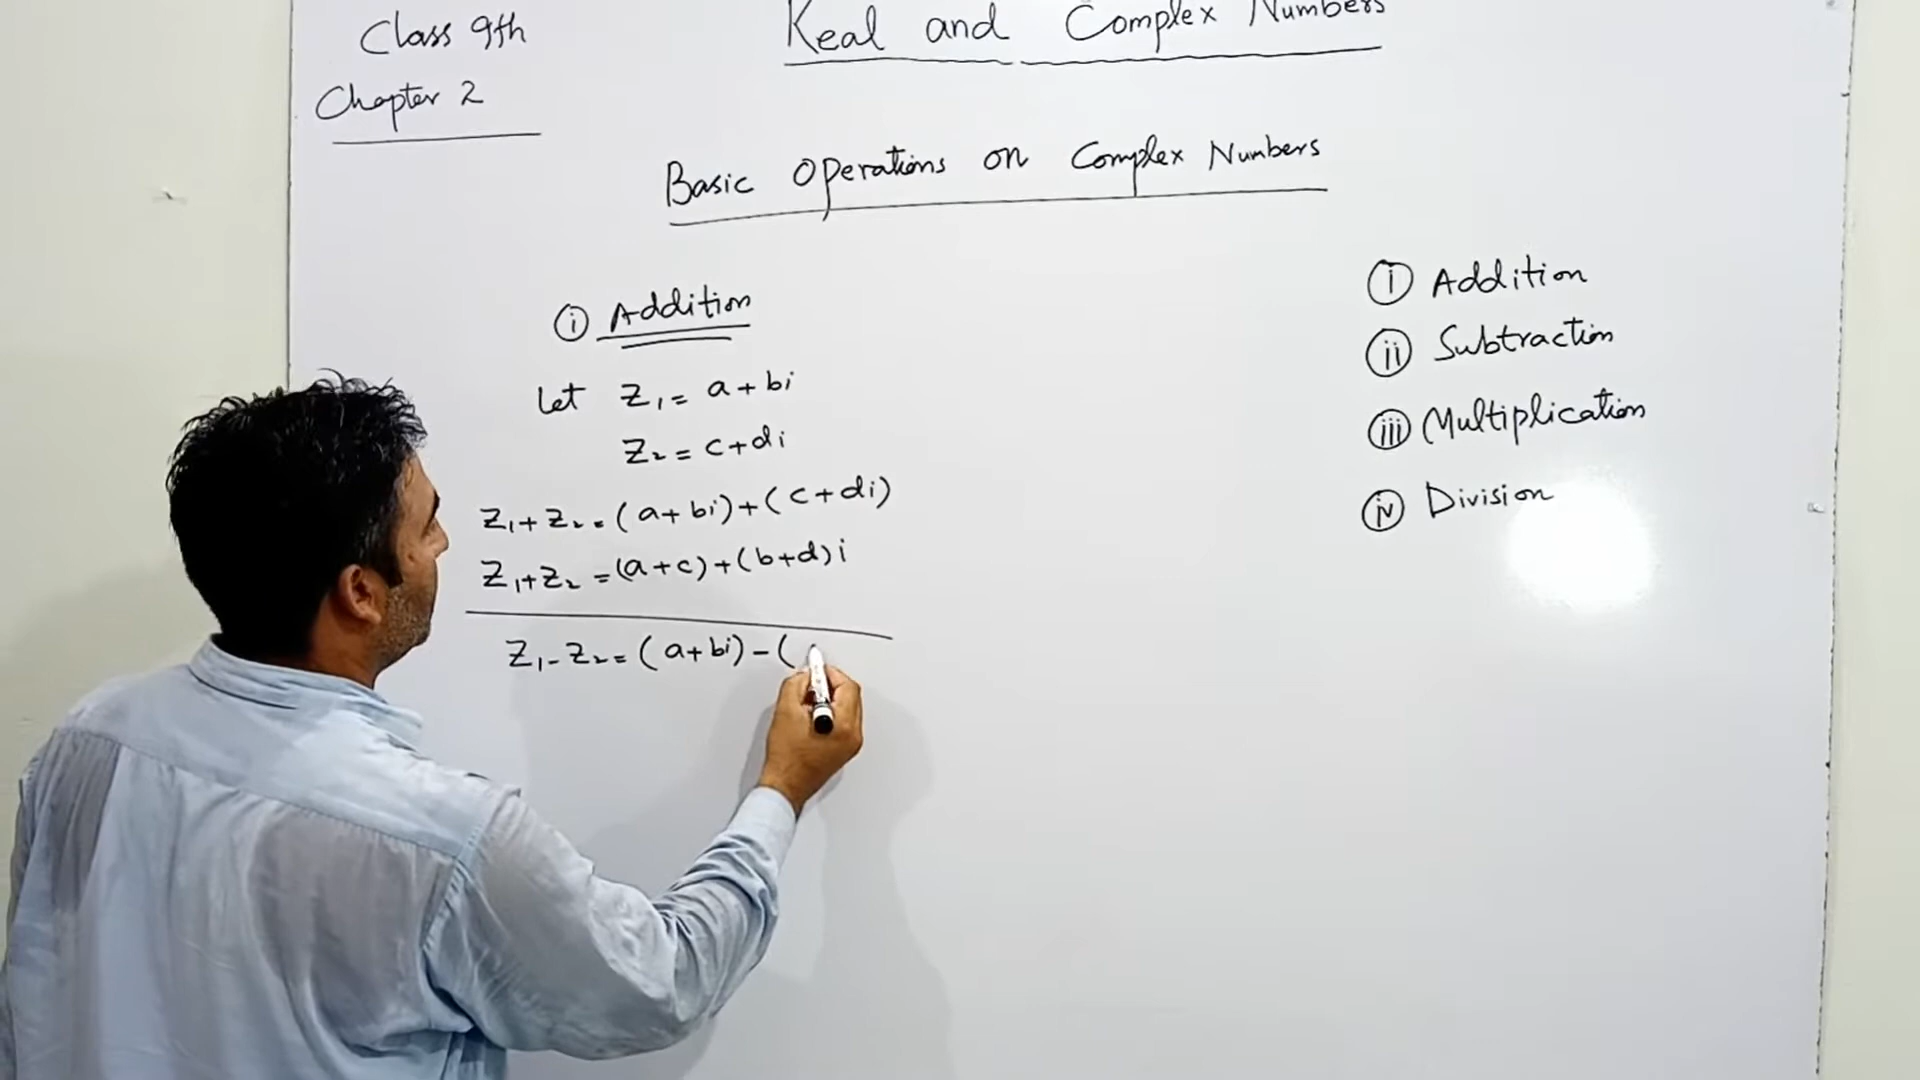 Class 9th
Chapter 2
Real and Complex Numbers
Basic Operations on Complex Numbers
(i) Addition
Let Z₁ = a + bi
Z₂ = c + di
Z₁ + Z₂ = (a + bi) + (c + di)
Z₁ + Z₂ = (a + c) + (b + d) i
Z₁ - Z₂ = (a + bi) - (
(i) Addition
(ii) Subtraction
(iii) Multiplication
(iv) Division